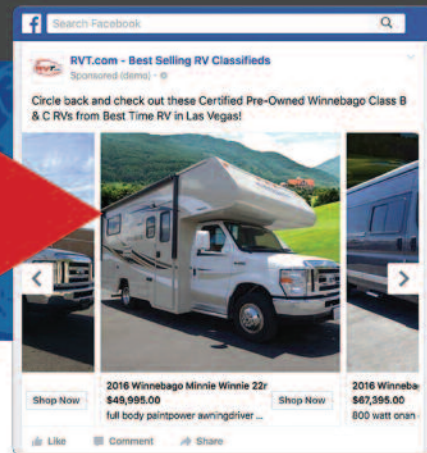 f Search Facebook
RVT.com - Best Selling RV Classifieds
Sponsored (demo) ·
Circle back and check out these Certified Pre-Owned Winnebago Class B
& C RVs from Best Time RV in Las Vegas!
Shop Now
2016 Winnebago Minnie Winnie 22r
$49,995.00
full body paintpower awningdriver ...
Shop Now
2016 Winneba
$67,395.00
800 watt onan
Like Comment Share